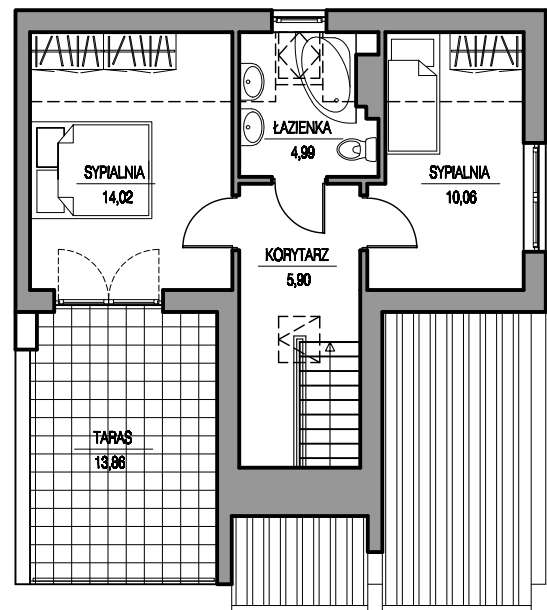 ŁAZIENKA
4,99
SYPIALNIA
14,02
SYPIALNIA
10,06
KORYTARZ
5,90
TARAS
13,86